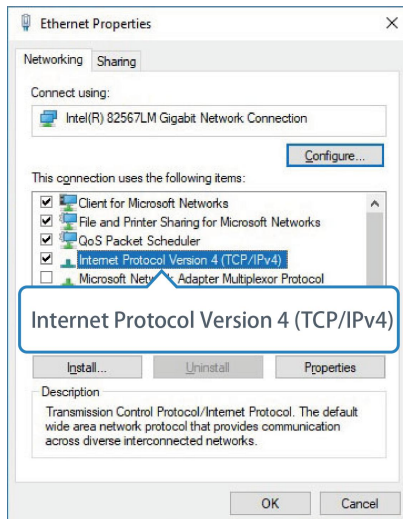 Ethernet Properties
Networking
Sharing
Connect using:
Intel(R) 82567LM Gigabit Network Connection
Configure...
This connection uses the following items:
Client for Microsoft Networks
File and Printer Sharing for Microsoft Networks
QoS Packet Scheduler
Internet Protocol Version 4 (TCP/IPv4)
Microsoft Network Adapter Multiplexor Protocol
Internet Protocol Version 4 (TCP/IPv4)
Install...
Uninstall
Properties
Description
Transmission Control Protocol/Internet Protocol. The default
wide area network protocol that provides communication
across diverse interconnected networks.
OK
Cancel